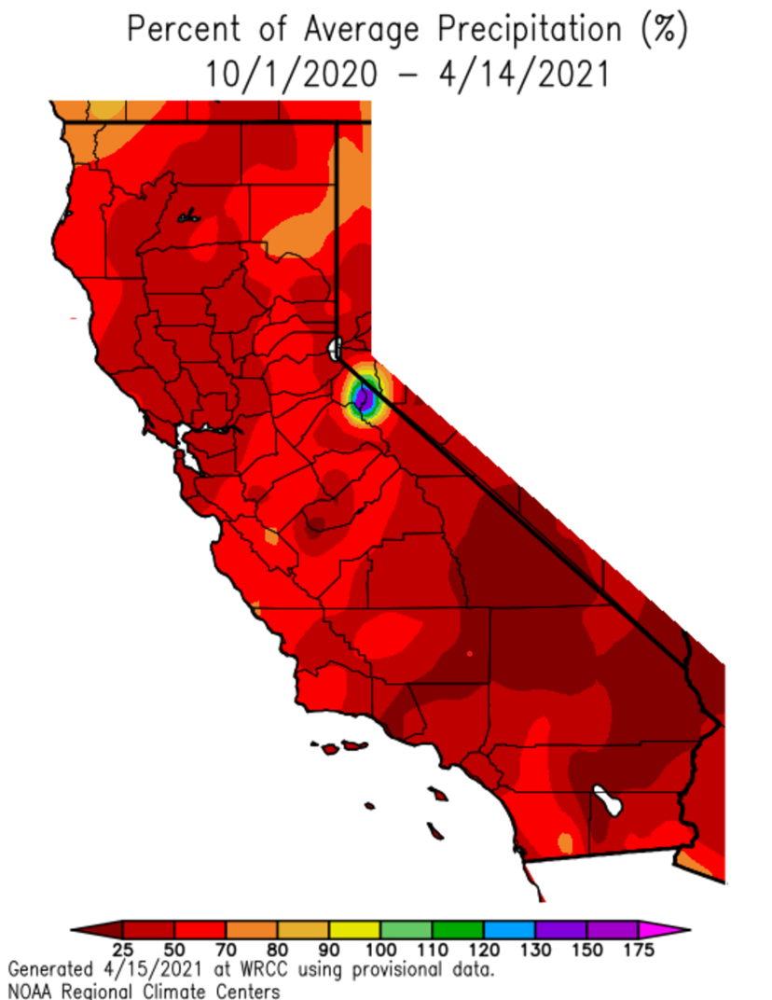 Percent of Average Precipitation (%)
10/1/2020 – 4/14/2021
25 50 70 80 90 100 110 120 130 150 175
Generated 4/15/2021 at WRCC using provisional data.
NOAA Regional Climate Centers